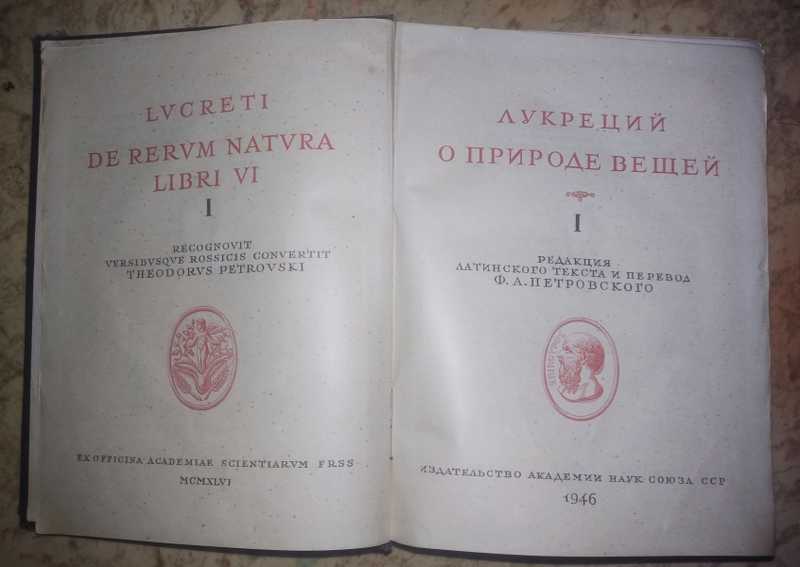 LVCRETI
DE RERVM NATVRA
LIBRI VI
I
RECOGNOVIT
VERSIBVSQVE ROSSICIS CONVERTIT
THEODORVS PETROVSKI
EX OFFICINA ACADEMIAE SCIENTIARVM F R S S
MCMXLVI
ЛУКРЕЦИЙ
О ПРИРОДЕ ВЕЩЕЙ
I
РЕДАКЦИЯ
ЛАТИНСКОГО ТЕКСТА И ПЕРЕВОД
Ф. А. ПЕТРОВСКОГО
ИЗДАТЕЛЬСТВО АКАДЕМИИ НАУК СОЮЗА ССР
1946